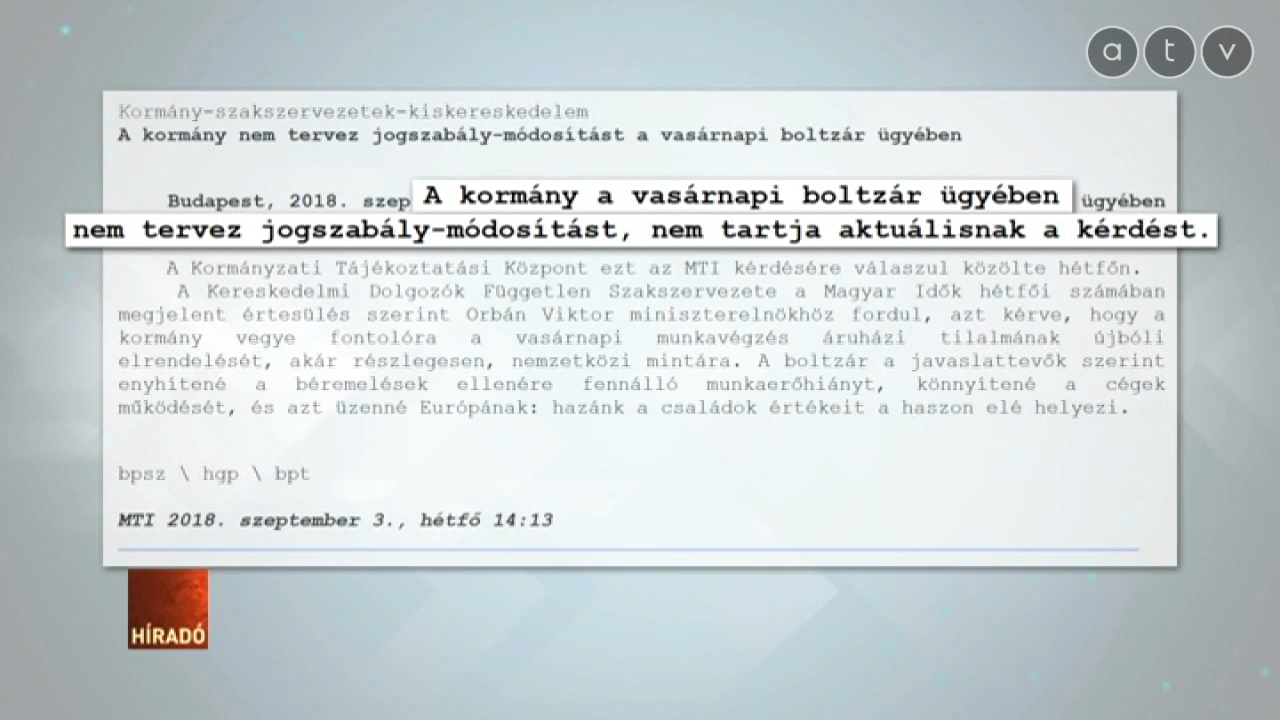 a t v
Kormány-szakszervezetek-kiskereskedelem
A kormány nem tervez jogszabály-módosítást a vasárnapi boltzár ügyében
Budapest, 2018. szep A kormány a vasárnapi boltzár ügyében ügyében
nem tervez jogszabály-módosítást, nem tartja aktuálisnak a kérdést.
A Kormányzati Tájékoztatási Központ ezt az MTI kérdésére válaszul közölte hétfőn.
A Kereskedelmi Dolgozók Független Szakszervezete a Magyar Idők hétfői számában
megjelent értesülés szerint Orbán Viktor miniszterelnökhöz fordul, azt kérve, hogy a
kormány vegye fontolóra a vasárnapi munkavégzés áruházi tilalmának újbóli
elrendelését, akár részlegesen, nemzetközi mintára. A boltzár a javaslattevők szerint
enyhítené a béremelések ellenére fennálló munkaerőhiányt, könnyítené a cégek
működését, és azt üzenné Európának: hazánk a családok értékeit a haszon elé helyezi.
bpsz \ hgp \ bpt
MTI 2018. szeptember 3., hétfő 14:13
HÍRADÓ